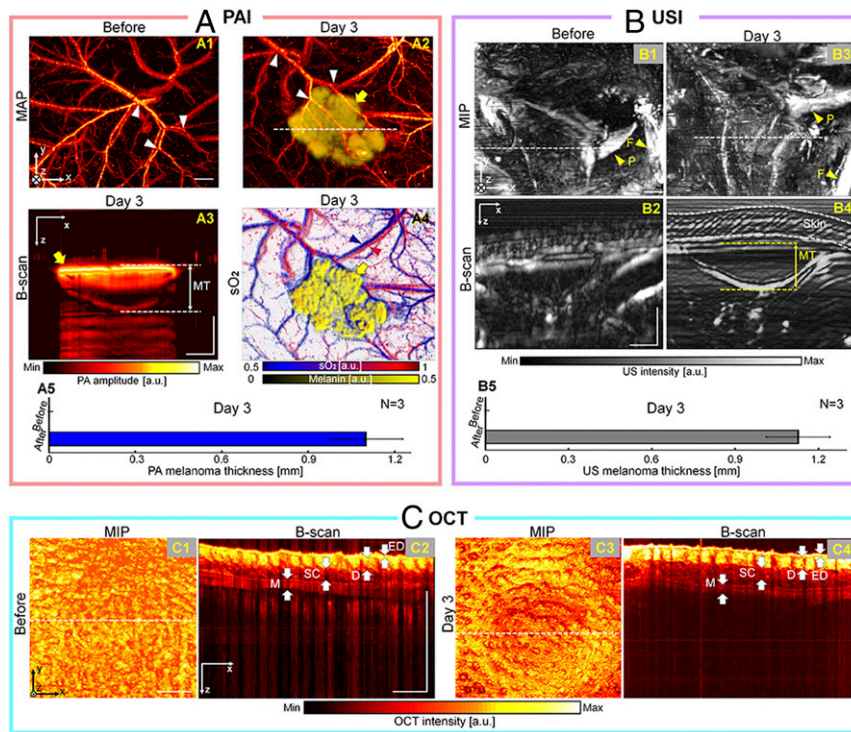 A PAI
Before
Day 3
MAP
A1
A2
y
z
x
Day 3
Day 3
B-scan
x
z
A3
MT
sO₂
A4
Min
Max
PA amplitude [a.u.]
0.5
sO₂ [a.u.]
1
0
Melanin [a.u.]
0.5
A5
Day 3
N=3
Before
After
0
0.3
0.6
0.9
1.2
PA melanoma thickness [mm]
B USI
Before
Day 3
MIP
B1
P
F
y
z
x
B3
P
F
B-scan
x
z
B2
B4
Skin
MT
Min
Max
US intensity [a.u.]
B5
Day 3
N=3
Before
After
0
0.3
0.6
0.9
1.2
US melanoma thickness [mm]
C OCT
MIP
B-scan
MIP
B-scan
Before
C1
y
z
x
C2
ED
D
SC
M
x
z
Day 3
C3
C4
M
SC
D
ED
Min
Max
OCT intensity [a.u.]